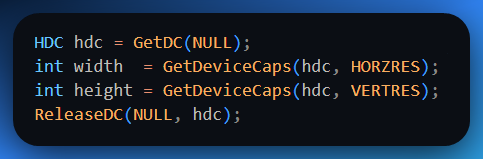 HDC hdc = GetDC(NULL);
int width  = GetDeviceCaps(hdc, HORZRES);
int height = GetDeviceCaps(hdc, VERTRES);
ReleaseDC(NULL, hdc);